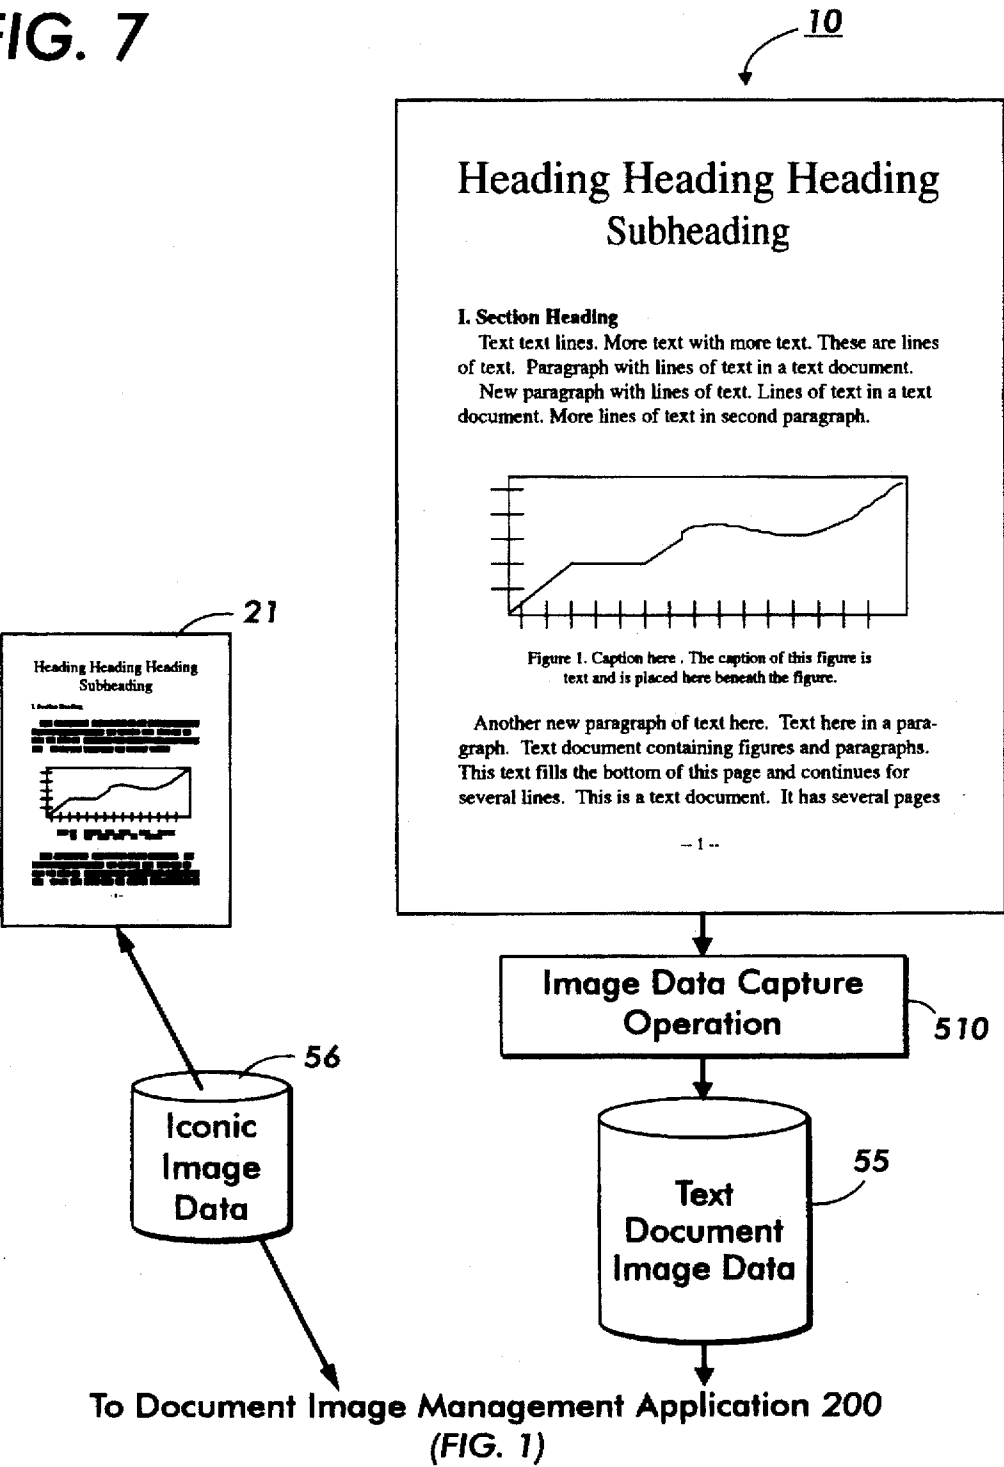 FIG. 7
10
Heading Heading Heading
Subheading
I. Section Heading
Text text lines. More text with more text. These are lines
of text. Paragraph with lines of text in a text document.
New paragraph with lines of text. Lines of text in a text
document. More lines of text in second paragraph.
Figure 1. Caption here . The caption of this figure is
text and is placed here beneath the figure.
Another new paragraph of text here. Text here in a para-
graph. Text document containing figures and paragraphs.
This text fills the bottom of this page and continues for
several lines. This is a text document. It has several pages
-- 1 --
21
Heading Heading Heading
Subheading
I. Section Heading
Image Data Capture
Operation
510
56
Iconic
Image
Data
55
Text
Document
Image Data
To Document Image Management Application 200
(FIG. 1)